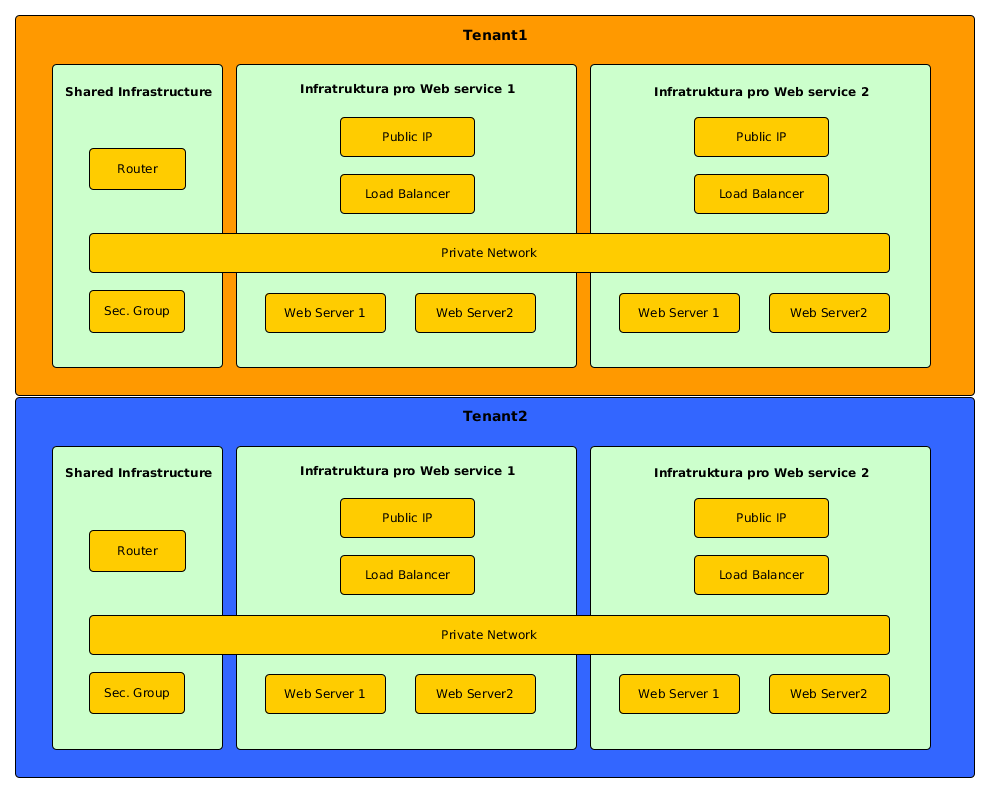 Tenant1
Shared Infrastructure
Infratruktura pro Web service 1
Infratruktura pro Web service 2
Public IP
Public IP
Router
Load Balancer
Load Balancer
Private Network
Sec. Group
Web Server 1
Web Server2
Web Server 1
Web Server2
Tenant2
Shared Infrastructure
Infratruktura pro Web service 1
Infratruktura pro Web service 2
Public IP
Public IP
Router
Load Balancer
Load Balancer
Private Network
Sec. Group
Web Server 1
Web Server2
Web Server 1
Web Server2